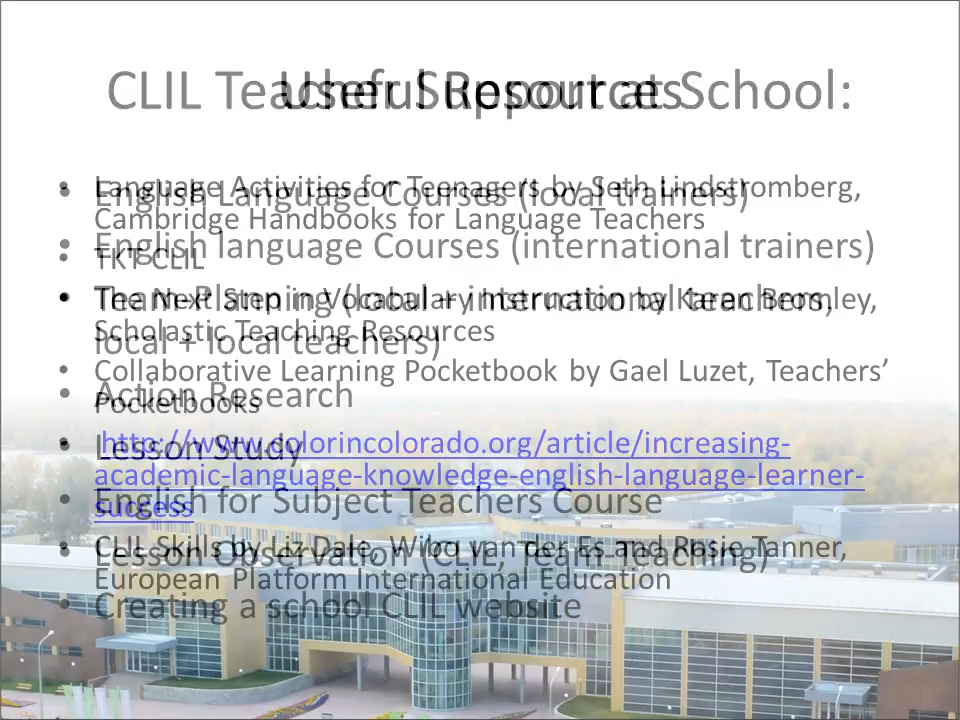 CLIL Teacher Support at School:
• English Language Courses (local trainers)
• English language Courses (international trainers)
• Team-Planning (local + international teachers,
local + local teachers)
• Action Research
• Lesson Study
• English for Subject Teachers Course
• Lesson Observation (CLIL, Team Teaching)
• Creating a school CLIL website
Useful Resources
• Language Activities for Teenagers by Seth Lindstromberg,
Cambridge Handbooks for Language Teachers
• TKT CLIL
• The Next Step in Vocabulary Instruction by Karen Bromley,
Scholastic Teaching Resources
• Collaborative Learning Pocketbook by Gael Luzet, Teachers’
Pocketbooks
• http://www.colorincolorado.org/article/increasing-
academic-language-knowledge-english-language-learner-
success
• CLIL Skills by Liz Dale, Wibo van der Es and Rosie Tanner,
European Platform International Education